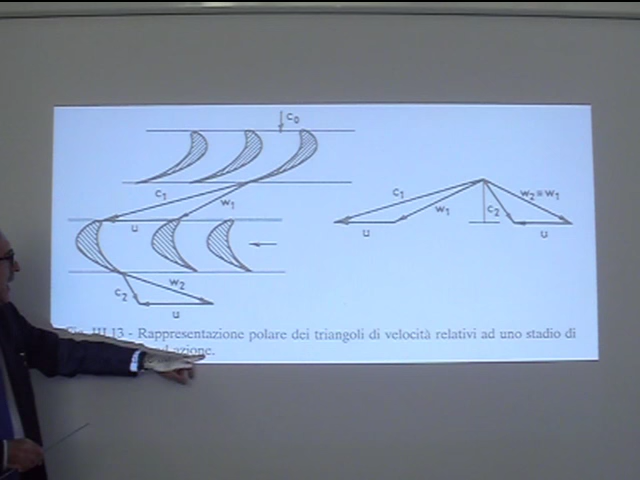 c0
c1
w1
u
c2
w2
u
c1
w1
c2
w2≡w1
u
u
III.13 - Rappresentazione polare dei triangoli di velocità relativi ad uno stadio di
azione.